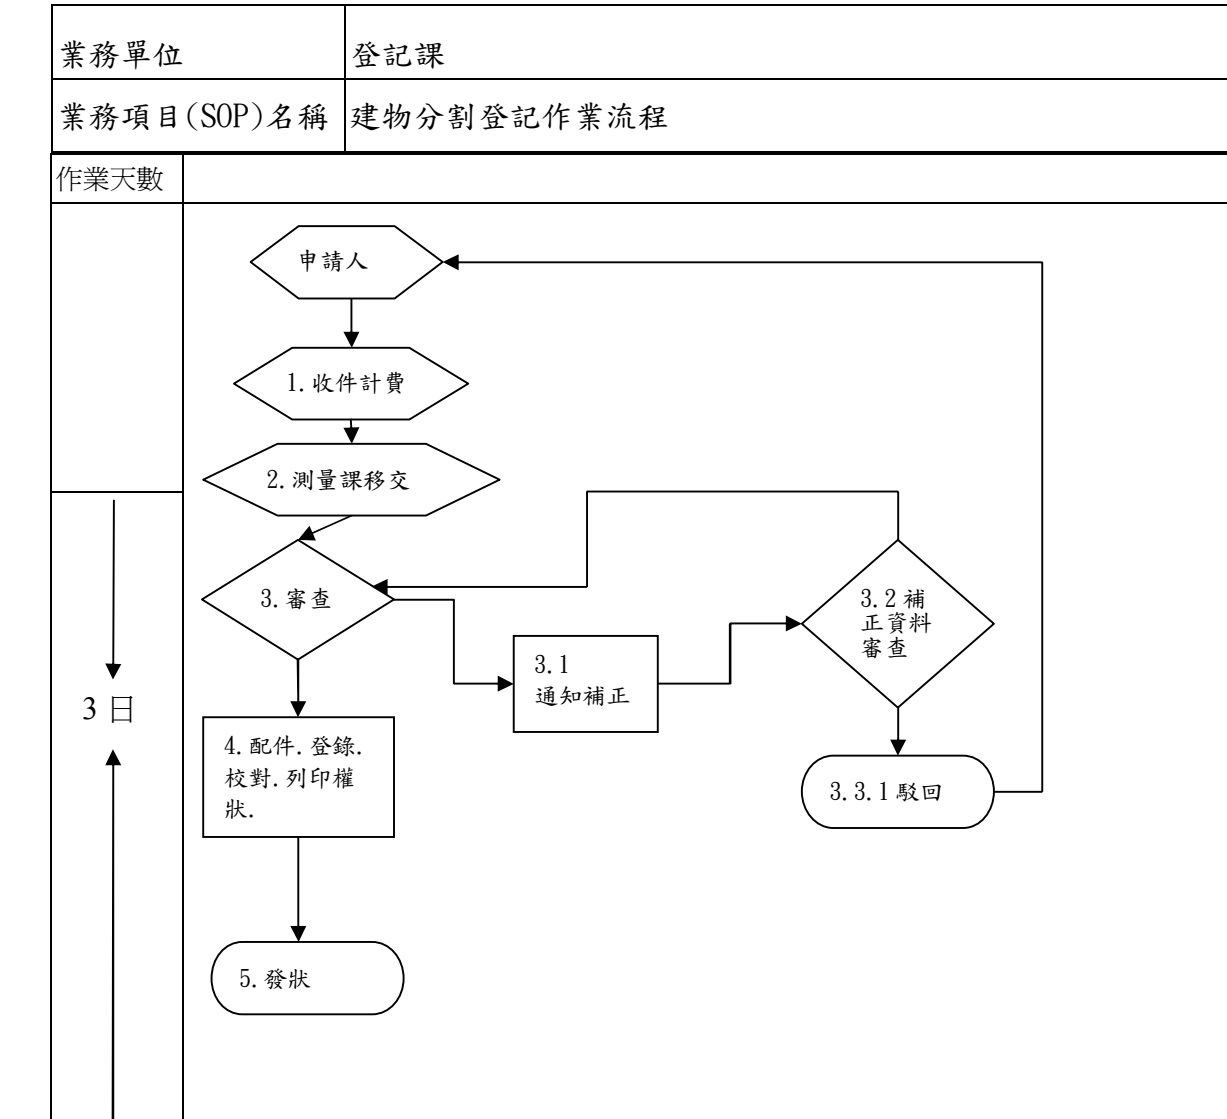 業務單位
登記課
業務項目(SOP)名稱
建物分割登記作業流程
作業天數
申請人
1.收件計費
2.測量課移交
3.審查
3.1
通知補正
3.2補
正資料
審查
3日
4.配件.登錄.
校對.列印權
狀.
3.3.1駁回
5.發狀